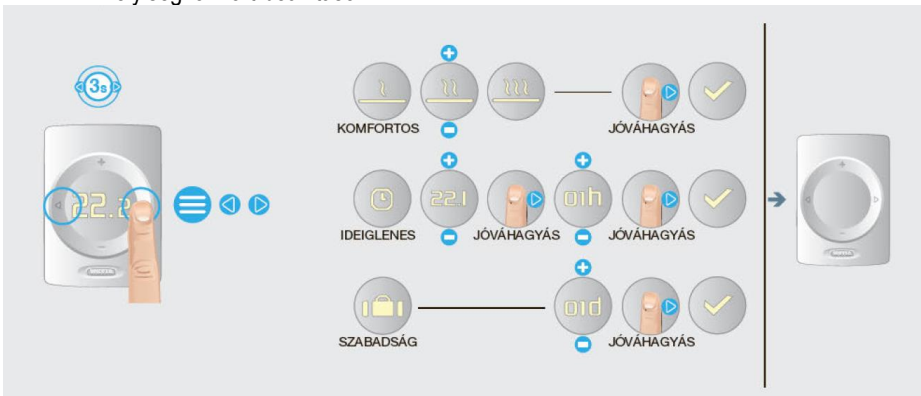 3s
22.2
KOMFORTOS
JÓVÁHAGYÁS
22.1
01h
IDEIGLENES
JÓVÁHAGYÁS
JÓVÁHAGYÁS
01d
SZABADSÁG
JÓVÁHAGYÁS